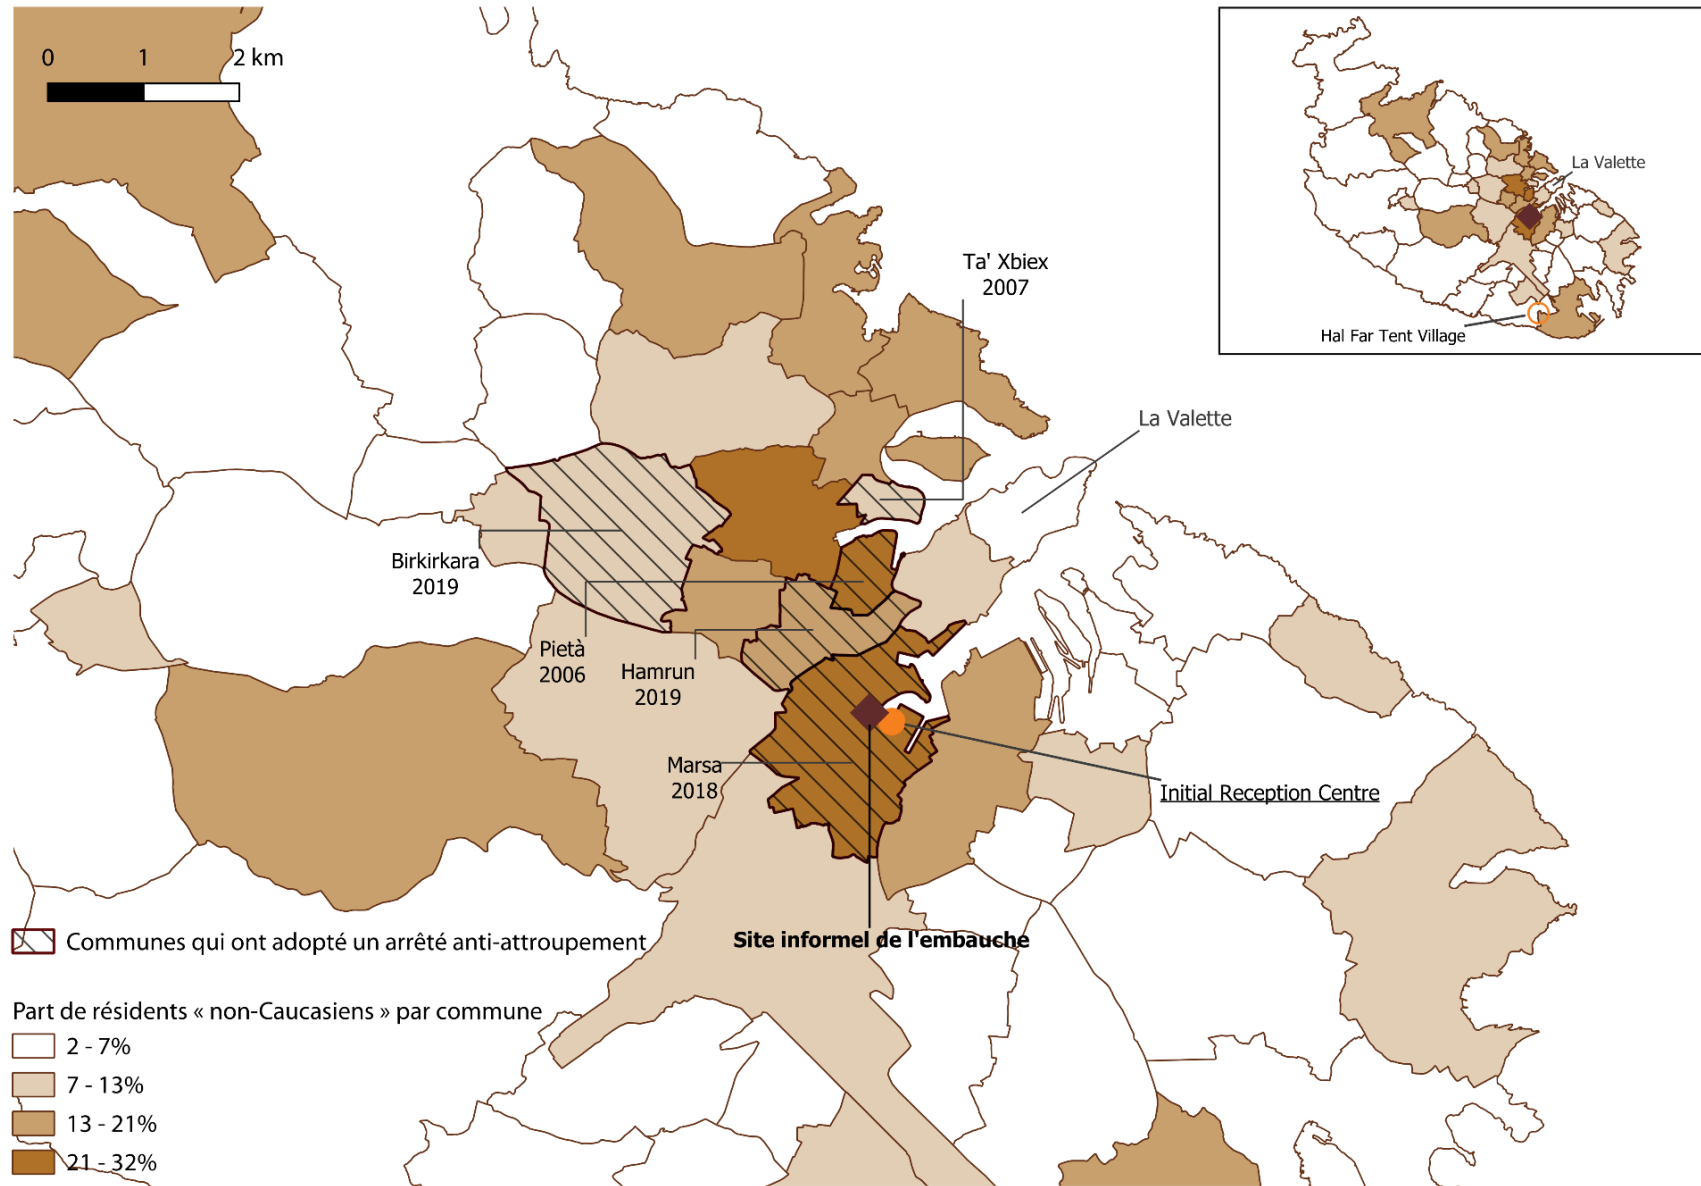 0 1 2 km
La Valette
Hal Far Tent Village
Ta' Xbiex
2007
La Valette
Birkirkara
2019
Pietà
2006
Hamrun
2019
Marsa
2018
Initial Reception Centre
Site informel de l'embauche
Communes qui ont adopté un arrêté anti-attroupement
Part de résidents « non-Caucasiens » par commune
2 - 7%
7 - 13%
13 - 21%
21 - 32%